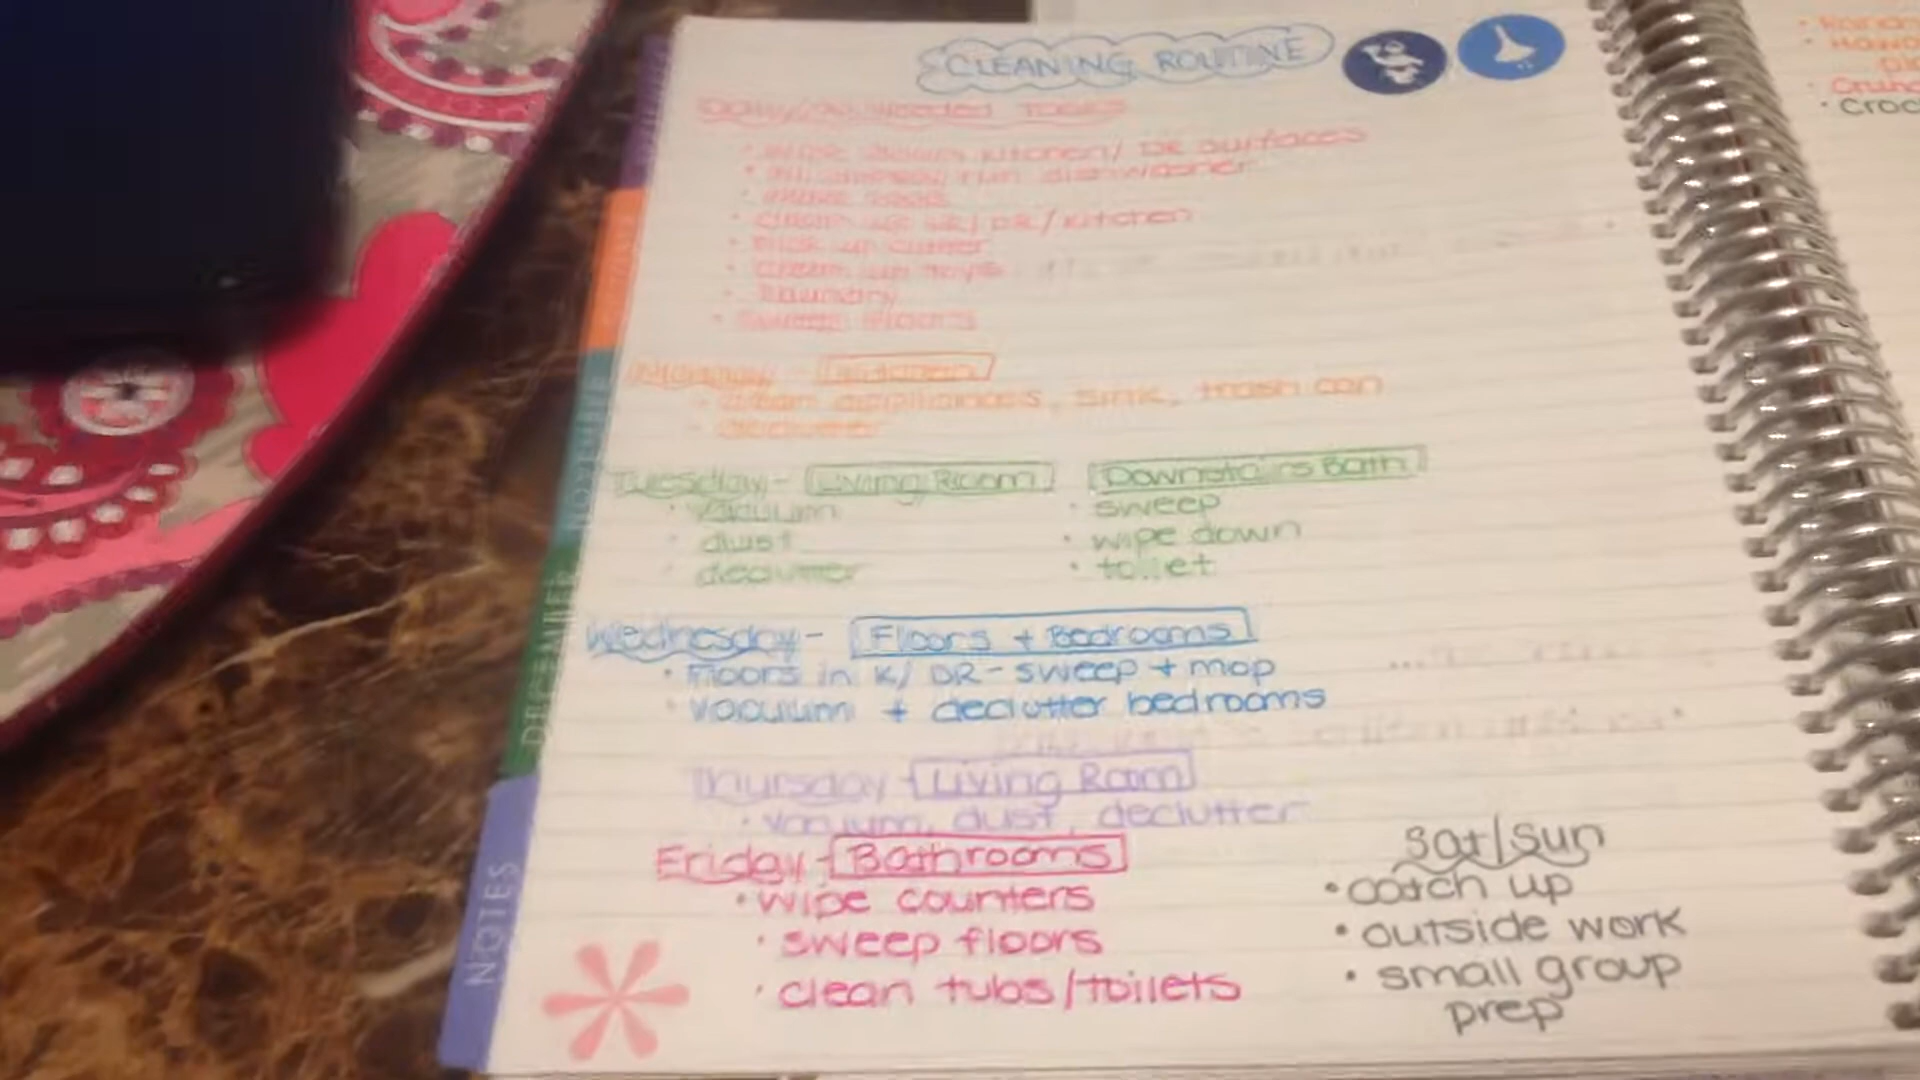 CLEANING ROUTINE
Daily/As Needed Tasks
• wipe down kitchen/ DR surfaces
• run dishwasher
• clean up LR/ DR/ Kitchen
• pick up clutter
• clean up toys
• laundry
• sweep floors
Monday - Kitchen
• clean appliances, sink, trash can
• declutter
Tuesday - Living Room
• vacuum
• dust
• declutter
Downstairs Bath
• sweep
• wipe down
• toilet
Wednesday - Floors + Bedrooms
• Floors in K/ DR - sweep + mop
• vacuum + declutter bedrooms
Thursday - Living Room
• vacuum, dust, declutter
Friday - Bathrooms
• wipe counters
• sweep floors
• clean tubs/toilets
Sat/Sun
• catch up
• outside work
• small group
prep
NOVEMBER
DECEMBER
NOTES